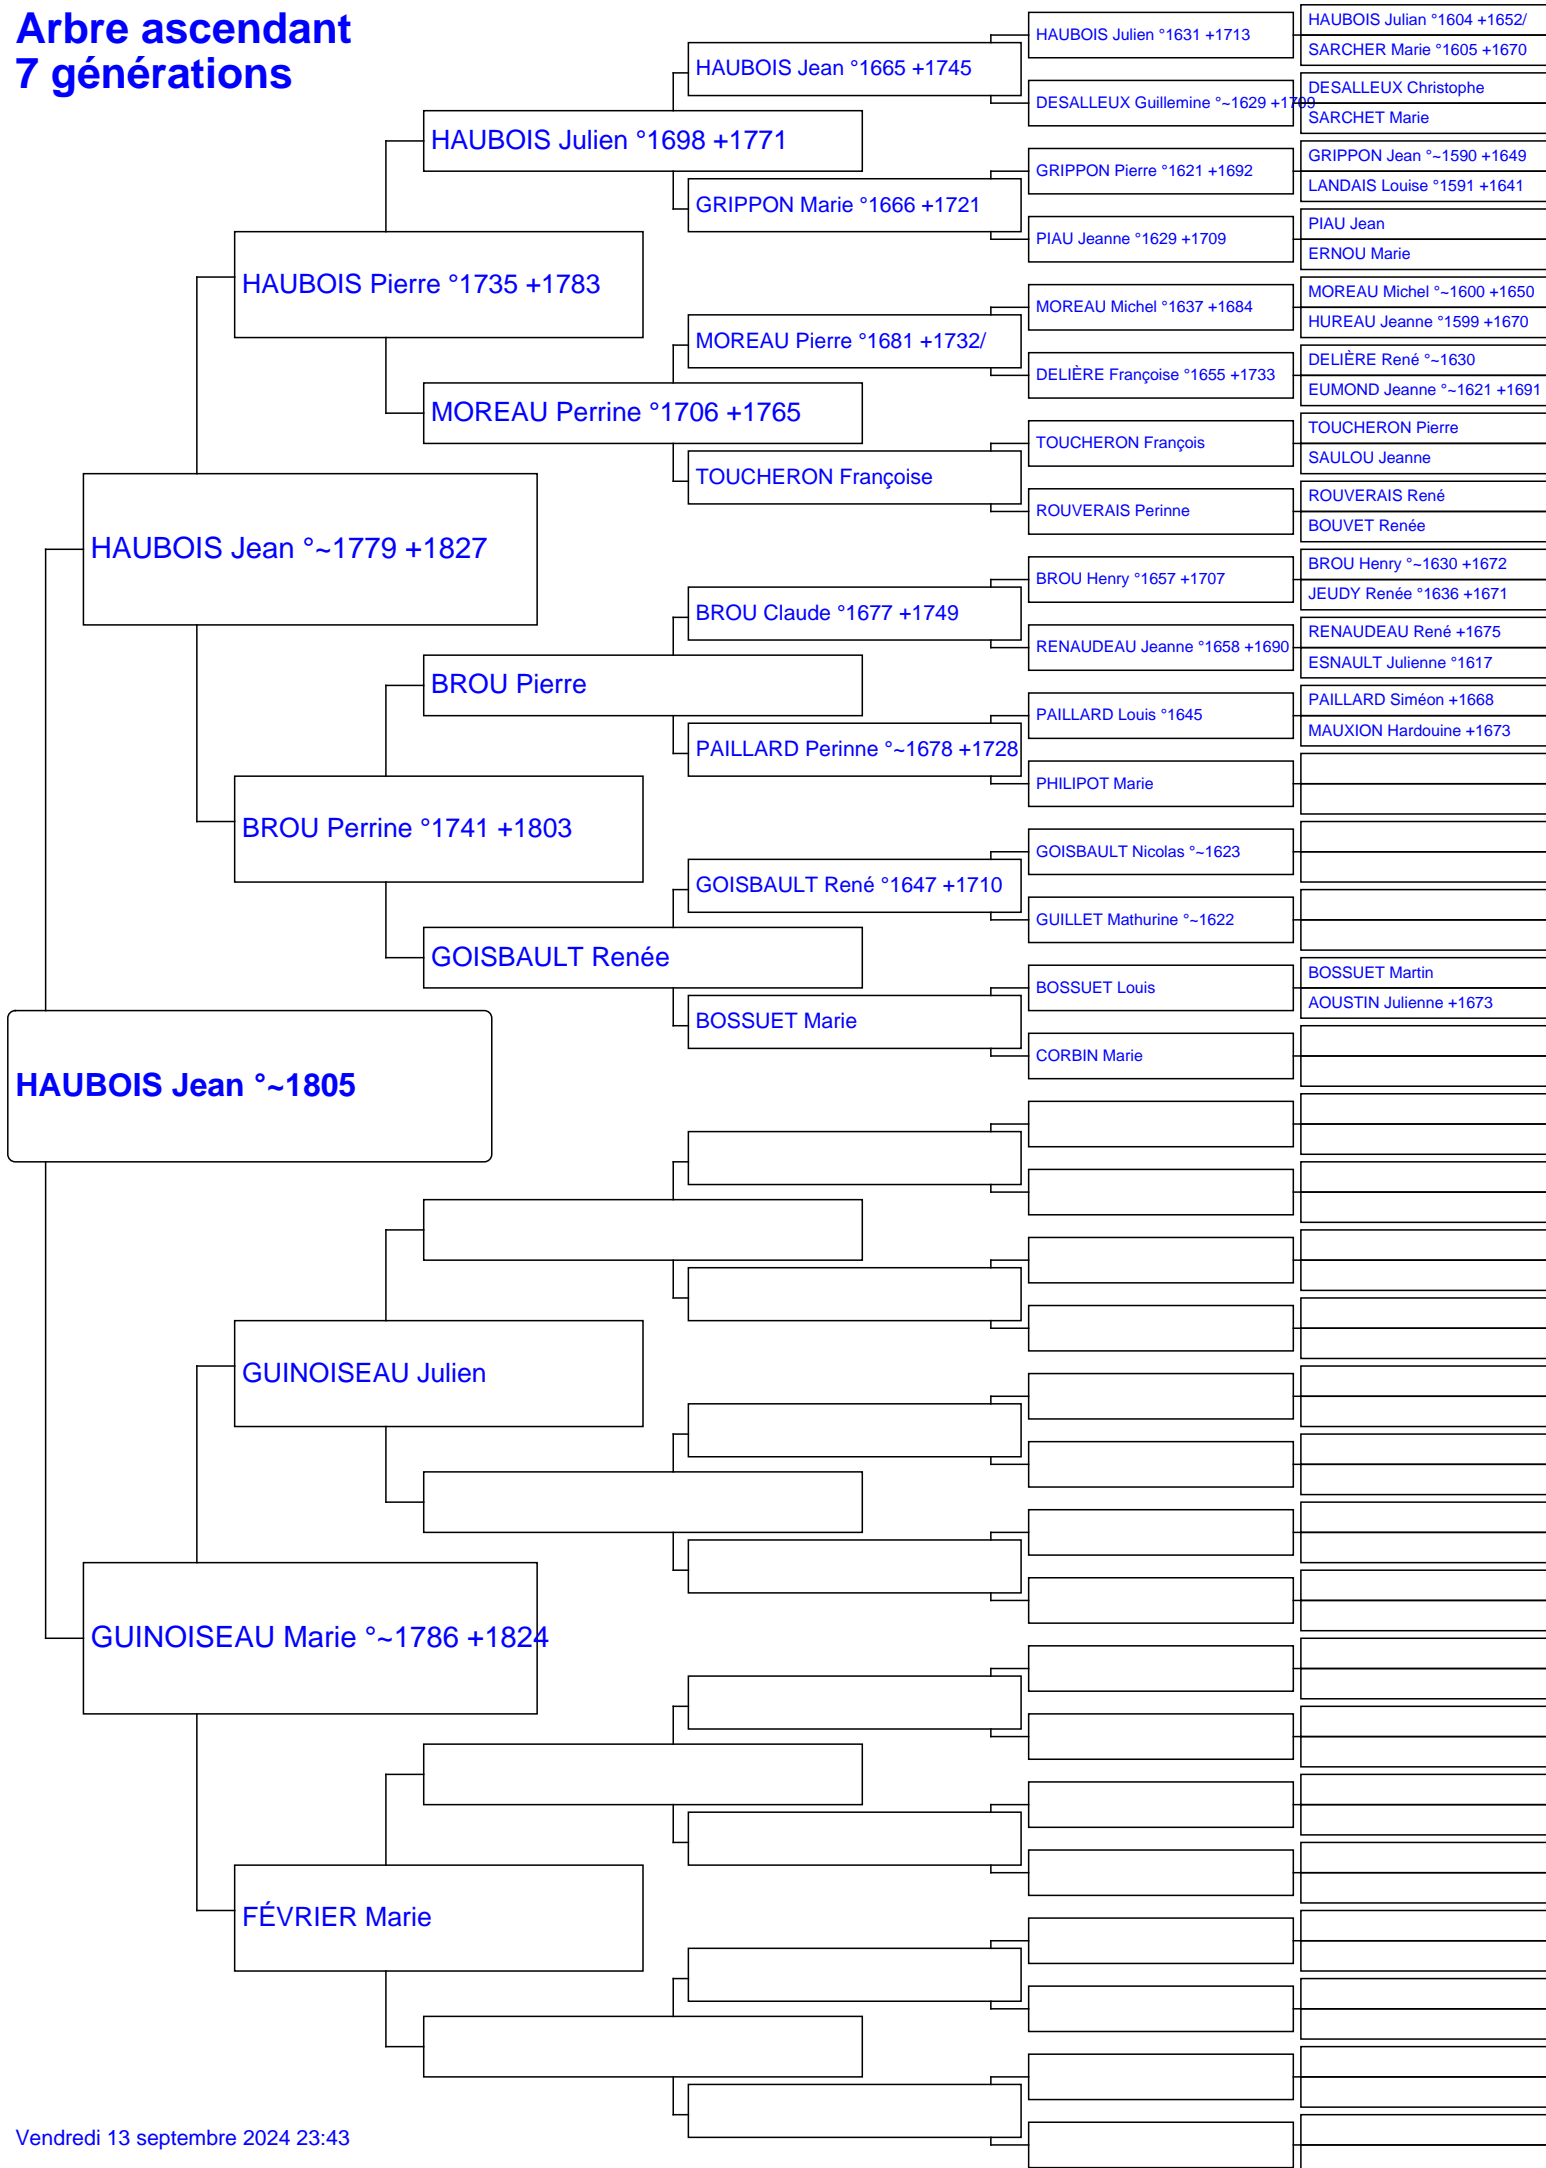 Arbre ascendant
7 générations
HAUBOIS Jean °~1805
HAUBOIS Jean °~1779 +1827
GUINOISEAU Marie °~1786 +1824
HAUBOIS Pierre °1735 +1783
BROU Perrine °1741 +1803
GUINOISEAU Julien
FÉVRIER Marie
HAUBOIS Julien °1698 +1771
MOREAU Perrine °1706 +1765
BROU Pierre
GOISBAULT Renée
HAUBOIS Jean °1665 +1745
GRIPPON Marie °1666 +1721
MOREAU Pierre °1681 +1732/
TOUCHERON Françoise
BROU Claude °1677 +1749
PAILLARD Perinne °~1678 +1728
GOISBAULT René °1647 +1710
BOSSUET Marie
HAUBOIS Julien °1631 +1713
DESALLEUX Guillemine °~1629 +1709
GRIPPON Pierre °1621 +1692
PIAU Jeanne °1629 +1709
MOREAU Michel °1637 +1684
DELIÈRE Françoise °1655 +1733
TOUCHERON François
ROUVERAIS Perinne
BROU Henry °1657 +1707
RENAUDEAU Jeanne °1658 +1690
PAILLARD Louis °1645
PHILIPOT Marie
GOISBAULT Nicolas °~1623
GUILLET Mathurine °~1622
BOSSUET Louis
CORBIN Marie
HAUBOIS Julian °1604 +1652/
SARCHER Marie °1605 +1670
DESALLEUX Christophe
SARCHET Marie
GRIPPON Jean °~1590 +1649
LANDAIS Louise °1591 +1641
PIAU Jean
ERNOU Marie
MOREAU Michel °~1600 +1650
HUREAU Jeanne °1599 +1670
DELIÈRE René °~1630
EUMOND Jeanne °~1621 +1691
TOUCHERON Pierre
SAULOU Jeanne
ROUVERAIS René
BOUVET Renée
BROU Henry °~1630 +1672
JEUDY Renée °1636 +1671
RENAUDEAU René +1675
ESNAULT Julienne °1617
PAILLARD Siméon +1668
MAUXION Hardouine +1673
BOSSUET Martin
AOUSTIN Julienne +1673
Vendredi 13 septembre 2024 23:43